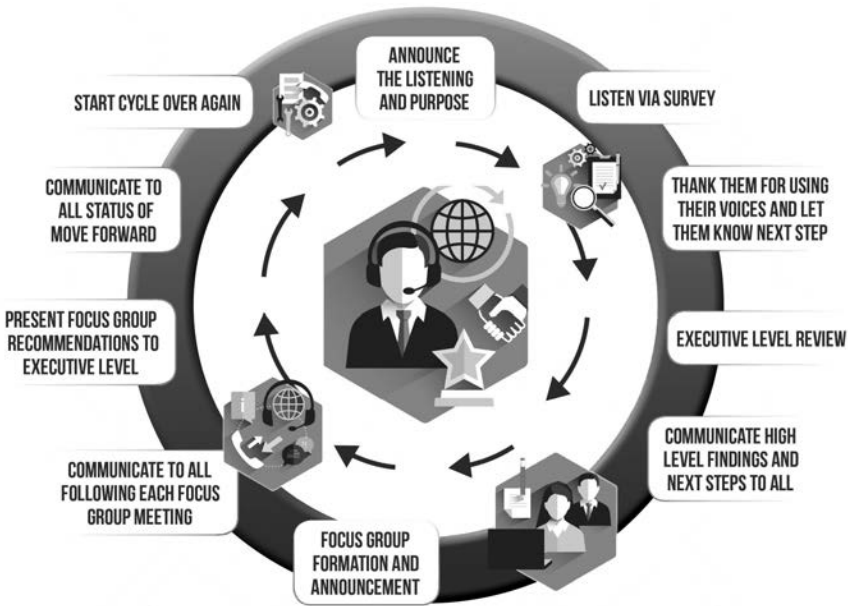 ANNOUNCE
THE LISTENING
AND PURPOSE
LISTEN VIA SURVEY
THANK THEM FOR USING
THEIR VOICES AND LET
THEM KNOW NEXT STEP
EXECUTIVE LEVEL REVIEW
COMMUNICATE HIGH
LEVEL FINDINGS AND
NEXT STEPS TO ALL
FOCUS GROUP
FORMATION AND
ANNOUNCEMENT
COMMUNICATE TO ALL
FOLLOWING EACH FOCUS
GROUP MEETING
PRESENT FOCUS GROUP
RECOMMENDATIONS TO
EXECUTIVE LEVEL
COMMUNICATE TO
ALL STATUS OF
MOVE FORWARD
START CYCLE OVER AGAIN